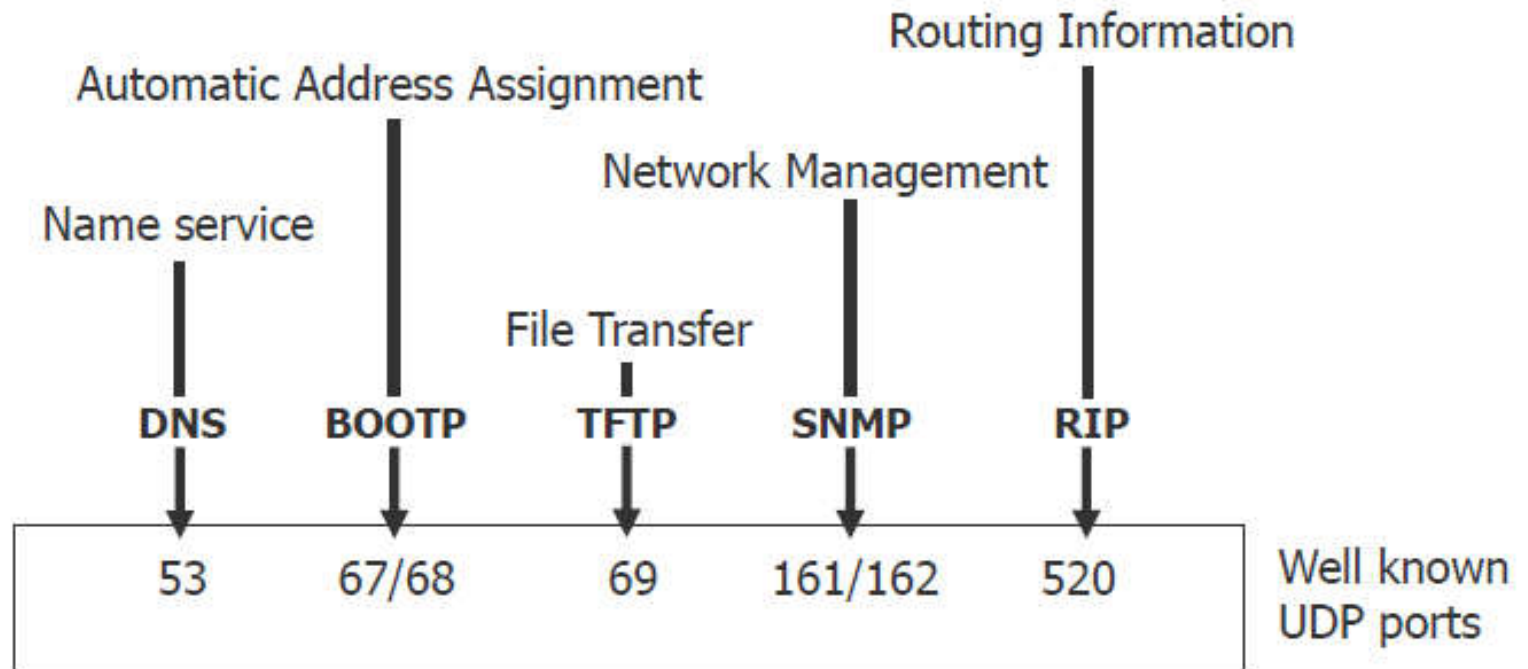 Routing Information
Automatic Address Assignment
Network Management
Name service
File Transfer
DNS BOOTP TFTP SNMP RIP
53 67/68 69 161/162 520
Well known
UDP ports